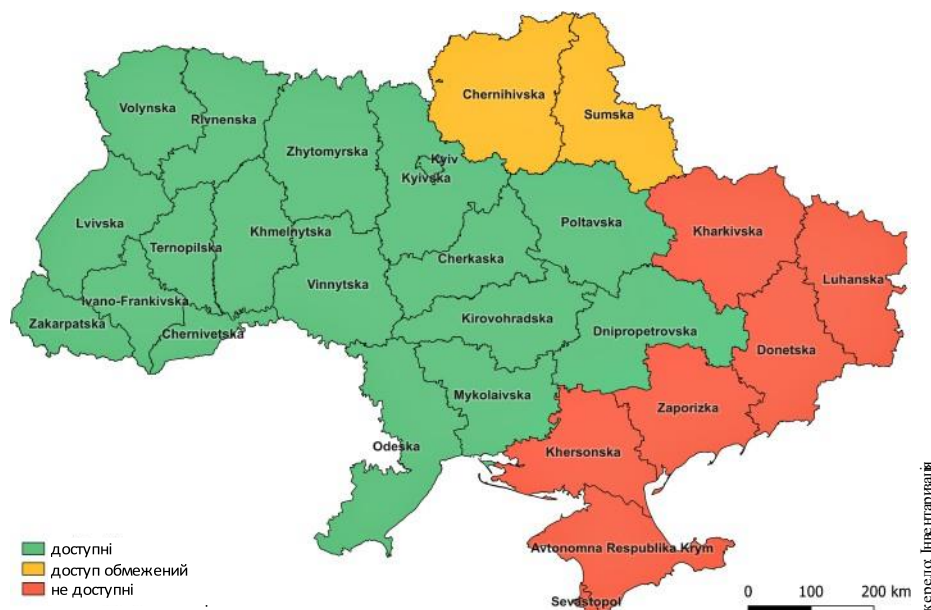 Chernihivska
Sumska
Volynska
Rivnenska
Zhytomyrska
Kyiv
Kyivska
Lvivska
Ternopilska
Khmelnytska
Poltavska
Kharkivska
Cherkaska
Luhanska
Vinnytska
Ivano-Frankivska
Zakarpatska
Chernivetska
Kirovohradska
Dnipropetrovska
Donetska
Mykolaivska
Zaporizka
Odeska
Khersonska
Avtonomna Respublika Krym
Sevastopol
доступні
доступ обмежений
не доступні
0 100 200 km